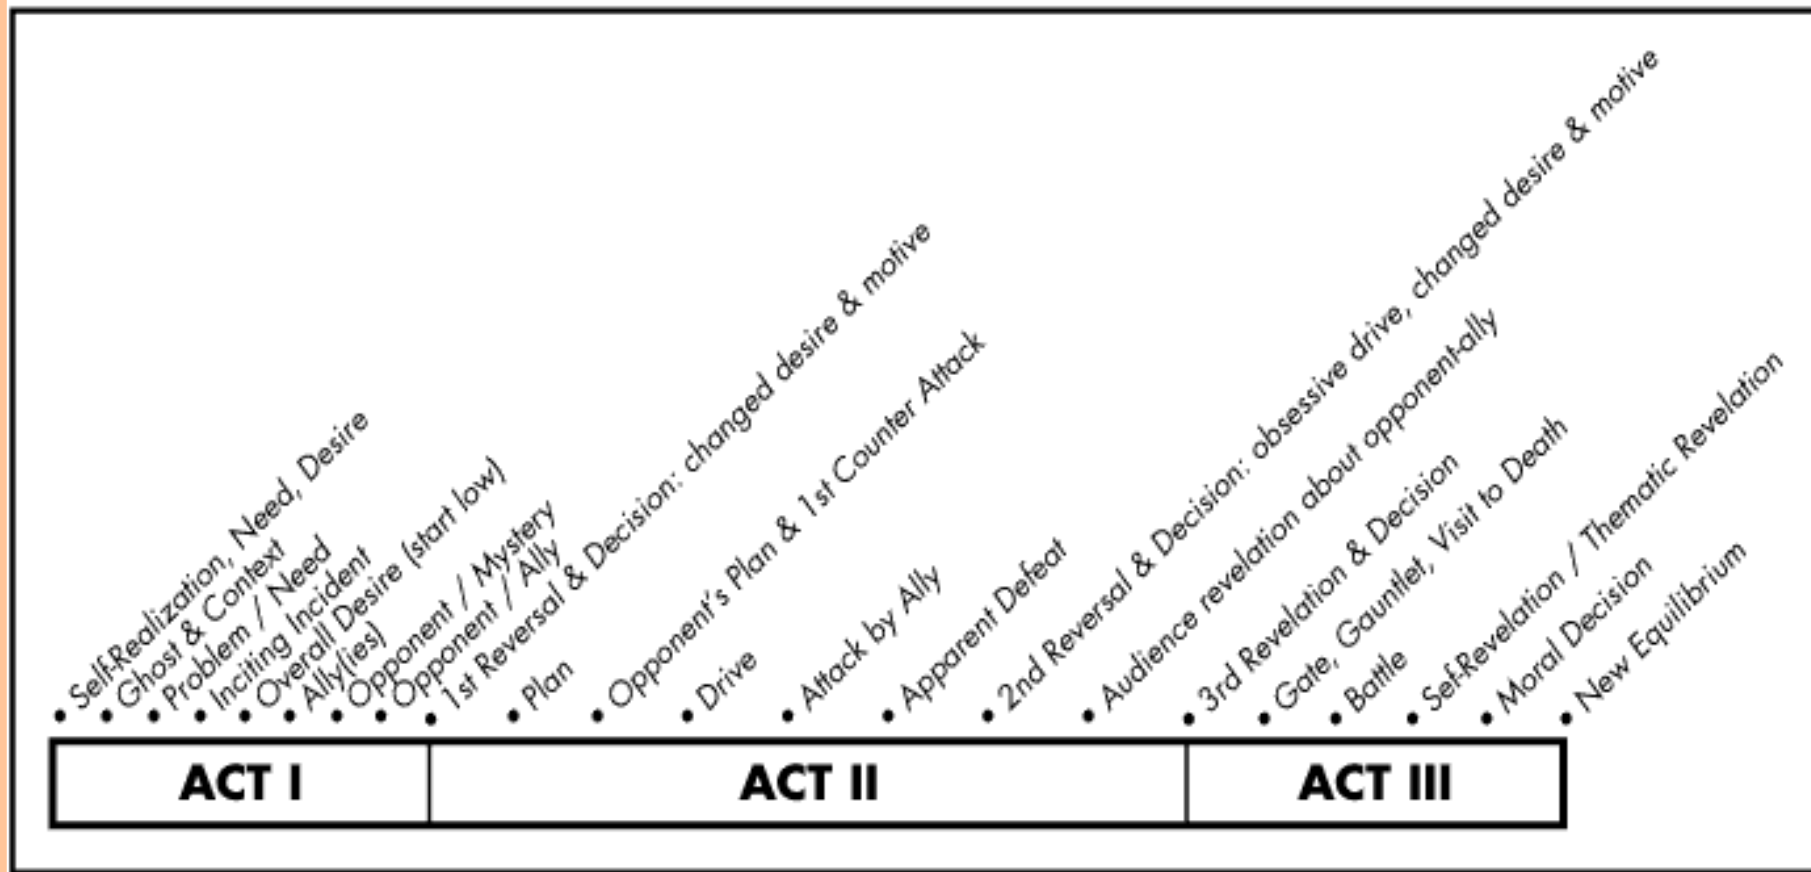 Self-Realization, Need, Desire
Ghost & Context
Problem / Need
Inciting Incident
Overall Desire (start low)
Ally(ies)
Opponent / Mystery
Opponent / Ally
1st Reversal & Decision: changed desire & motive
Plan
Opponent's Plan & 1st Counter Attack
Drive
Attack by Ally
Apparent Defeat
2nd Reversal & Decision: obsessive drive, changed desire & motive
Audience revelation about opponent-ally
3rd Revelation & Decision
Gate, Gauntlet, Visit to Death
Battle
Sef-Revelation / Thematic Revelation
Moral Decision
New Equilibrium
ACT I
ACT II
ACT III